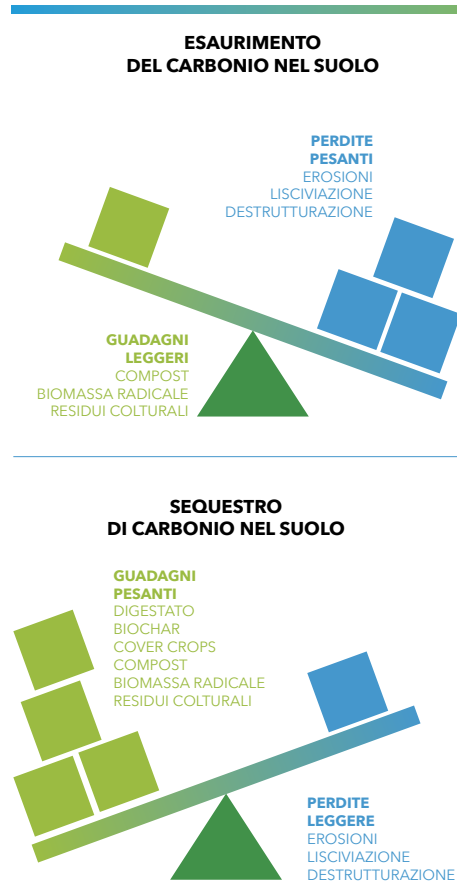 ESAURIMENTO
DEL CARBONIO NEL SUOLO
PERDITE
PESANTI
EROSIONI
LISCIVIAZIONE
DESTRUTTURAZIONE
GUADAGNI
LEGGERI
COMPOST
BIOMASSA RADICALE
RESIDUI COLTURALI
SEQUESTRO
DI CARBONIO NEL SUOLO
GUADAGNI
PESANTI
DIGESTATO
BIOCHAR
COVER CROPS
COMPOST
BIOMASSA RADICALE
RESIDUI COLTURALI
PERDITE
LEGGERE
EROSIONI
LISCIVIAZIONE
DESTRUTTURAZIONE